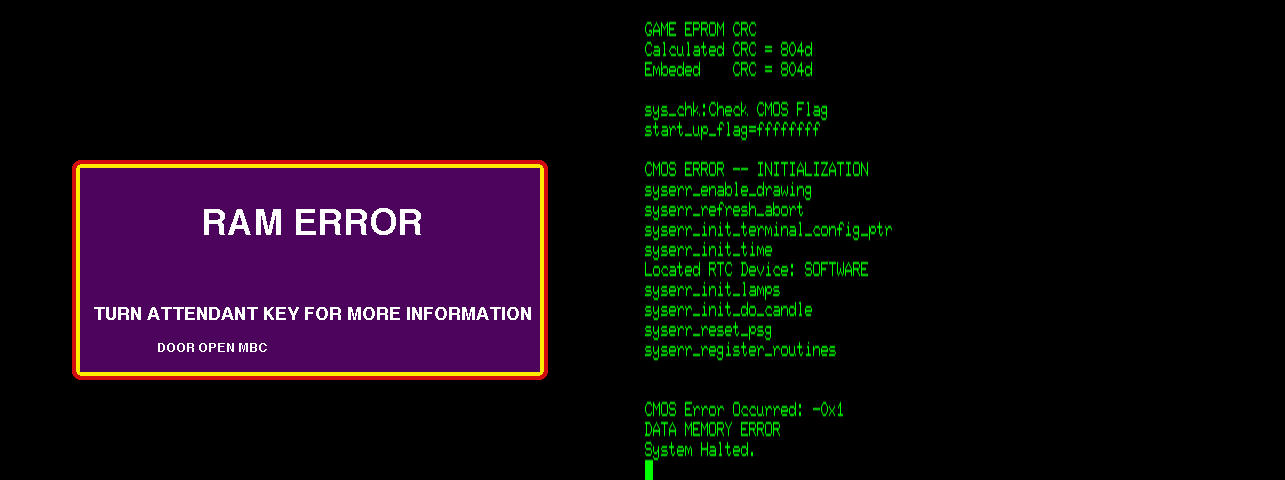 RAM ERROR
TURN ATTENDANT KEY FOR MORE INFORMATION
DOOR OPEN MBC
GAME EPROM CRC
Calculated CRC = 804d
Embeded    CRC = 804d
sys_chk:Check CMOS Flag
start_up_flag=ffffffff
CMOS ERROR -- INITIALIZATION
syserr_enable_drawing
syserr_refresh_abort
syserr_init_terminal_config_ptr
syserr_init_time
Located RTC Device: SOFTWARE
syserr_init_lamps
syserr_init_do_candle
syserr_reset_psg
syserr_register_routines
CMOS Error Occurred: -0x1
DATA MEMORY ERROR
System Halted.